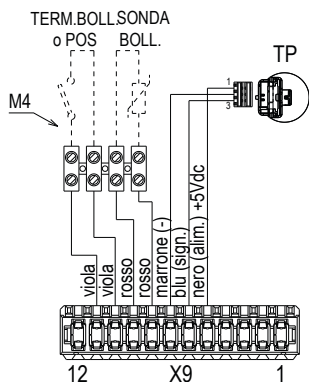 TERM.BOLL.
o POS
SONDA
BOLL.
TP
M4
1
3
viola
viola
rosso
rosso
marrone (-)
blu (sign.)
nero (alim.) +5Vdc
12
X9
1